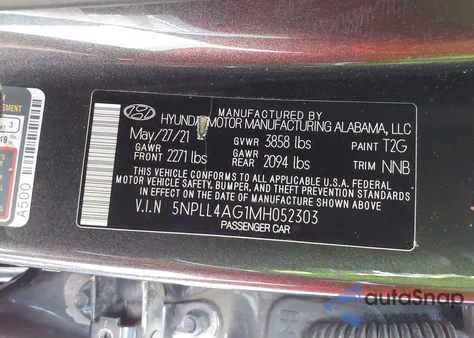 MANUFACTURED BY
HYUNDAI MOTOR MANUFACTURING ALABAMA, LLC
May/27/21 GVWR 3858 lbs PAINT T2G
GAWR FRONT 2271 lbs GAWR REAR 2094 lbs TRIM NNB
THIS VEHICLE CONFORMS TO ALL APPLICABLE U.S.A. FEDERAL
MOTOR VEHICLE SAFETY, BUMPER, AND THEFT PREVENTION STANDARDS
IN EFFECT ON THE DATE OF MANUFACTURE SHOWN ABOVE.
V.I.N 5NPLL4AG1MH052303
PASSENGER CAR
A500
3
autoSnap